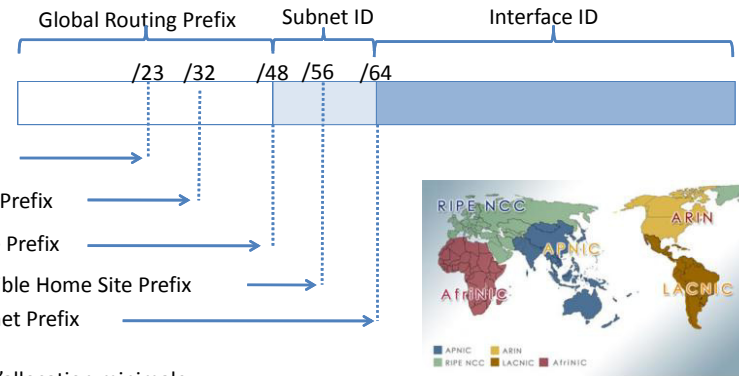 Global Routing Prefix Subnet ID Interface ID
/23 /32 /48 /56 /64
Prefix
Prefix
ble Home Site Prefix
et Prefix
RIPE NCC
ARIN
APNIC
AfriNIC
LACNIC
APNIC ARIN
RIPE NCC LACNIC AfriNIC